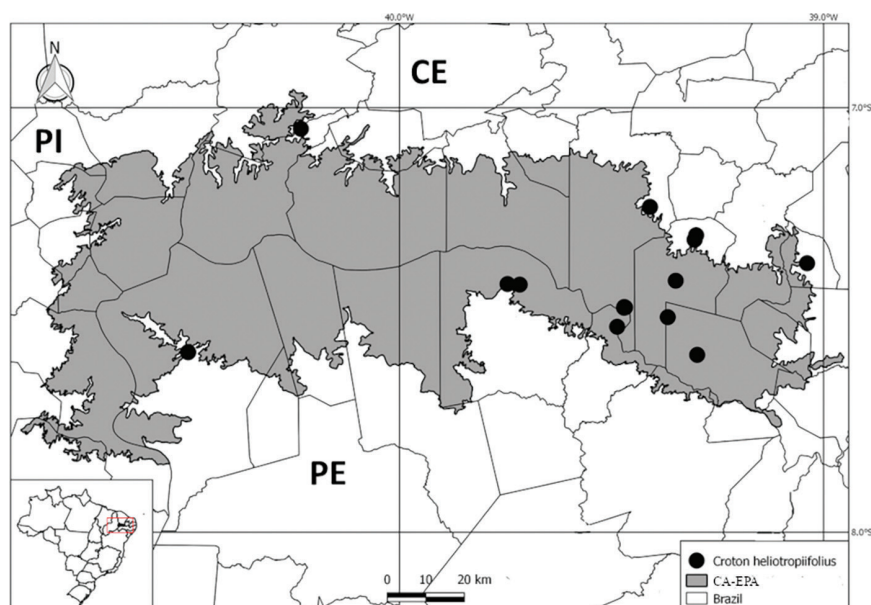 40.0°W 39.0°W
N
CE
7.0°S
PI
PE
8.0°S
0 10 20 km
Croton heliotropiifolius
CA-EPA
Brazil